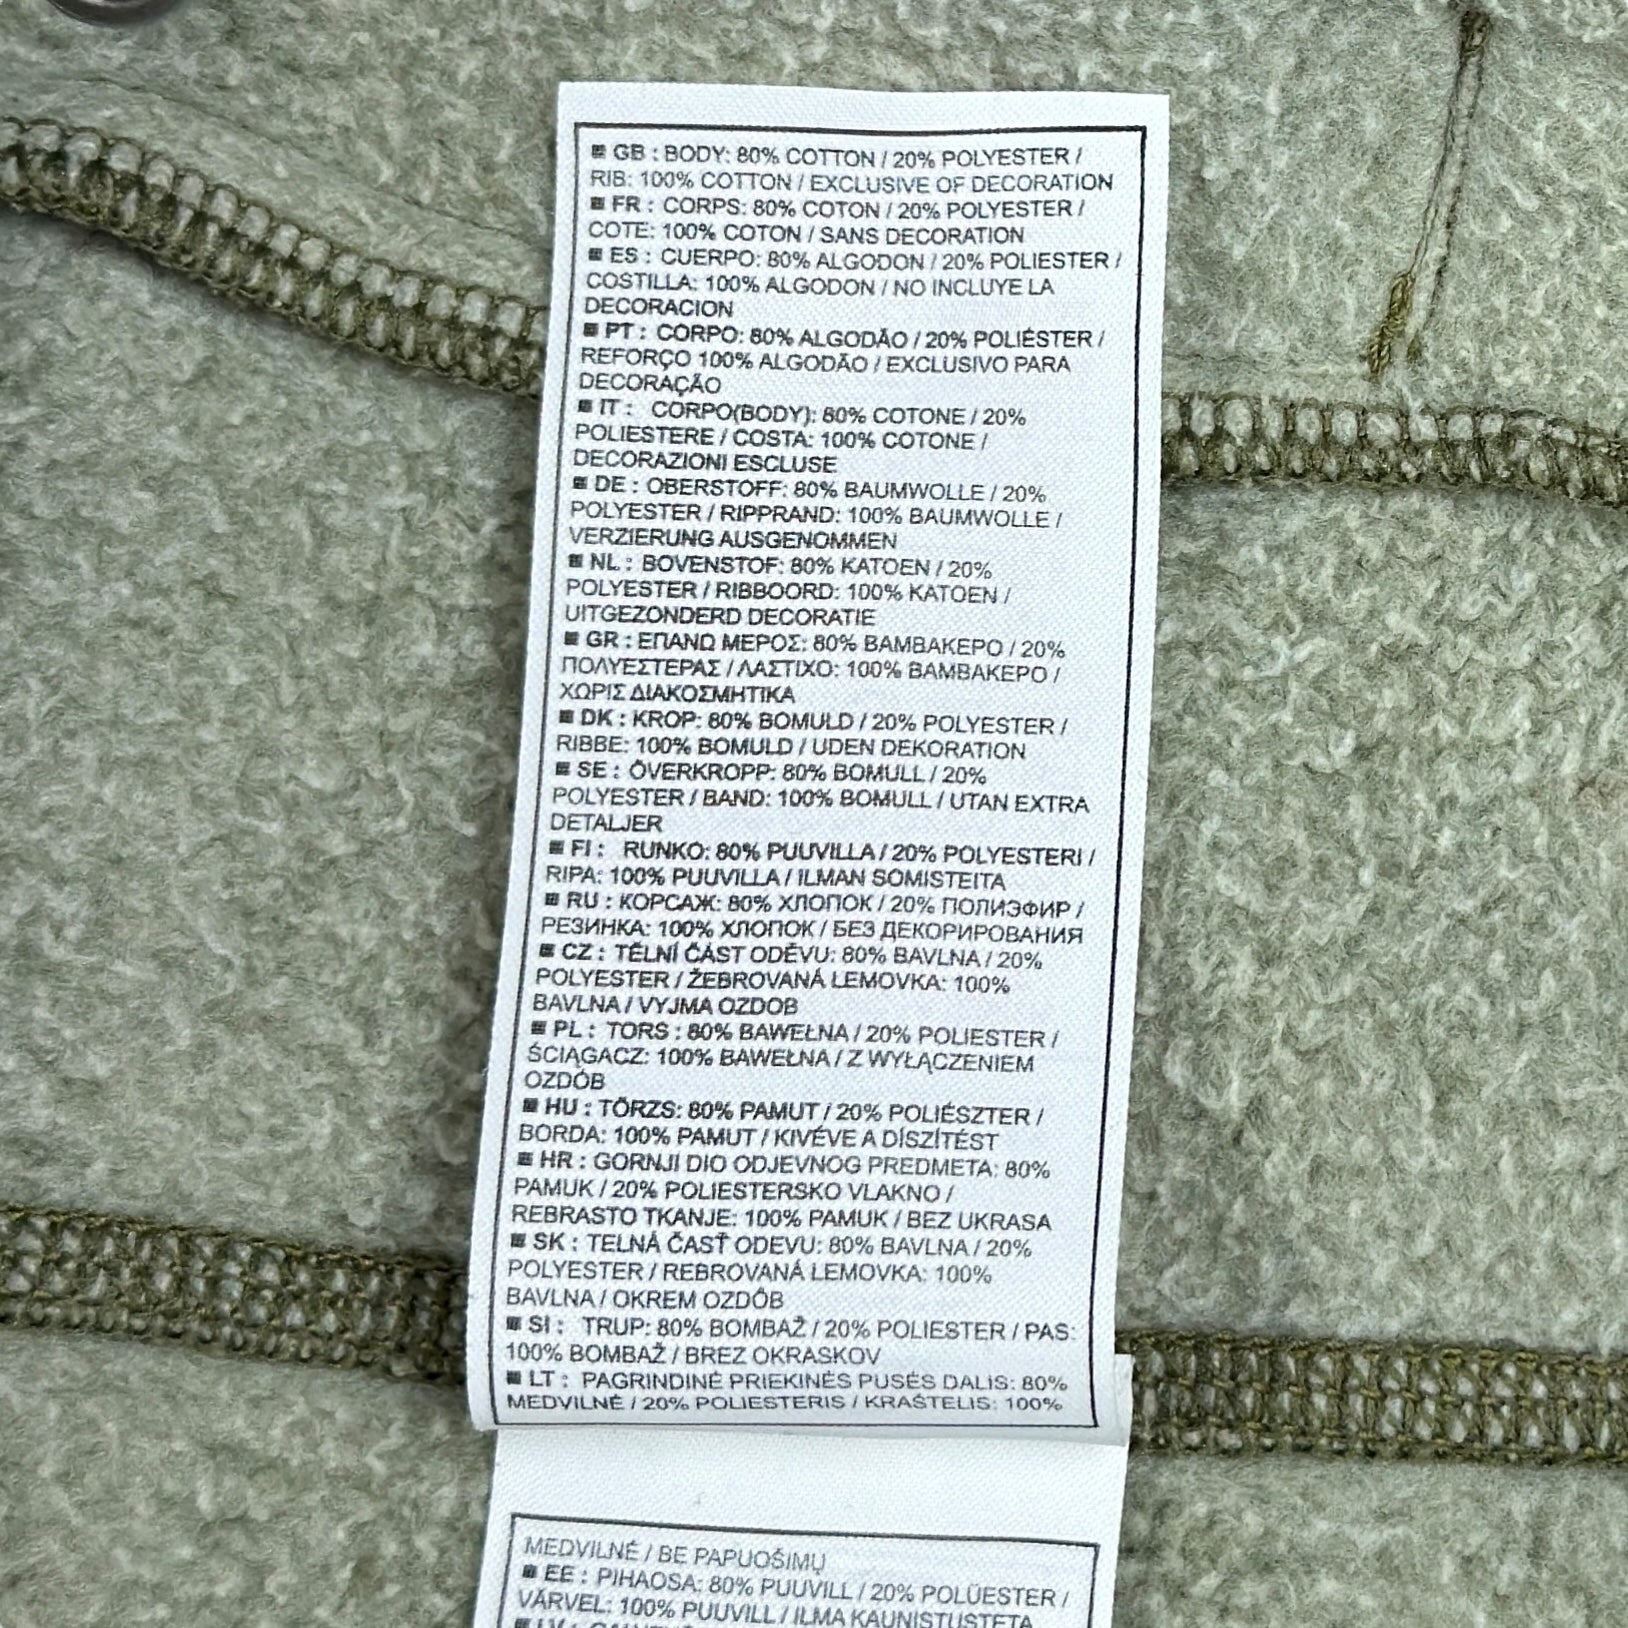 ■ GB : BODY: 80% COTTON / 20% POLYESTER /
RIB: 100% COTTON / EXCLUSIVE OF DECORATION
■ FR : CORPS: 80% COTON / 20% POLYESTER /
COTE: 100% COTON / SANS DECORATION
■ ES : CUERPO: 80% ALGODON / 20% POLIESTER /
COSTILLA: 100% ALGODON / NO INCLUYE LA
DECORACION
■ PT : CORPO: 80% ALGODÃO / 20% POLIÉSTER /
REFORÇO 100% ALGODÃO / EXCLUSIVO PARA
DECORAÇÃO
■ IT : CORPO(BODY): 80% COTONE / 20%
POLIESTERE / COSTA: 100% COTONE /
DECORAZIONI ESCLUSE
■ DE : OBERSTOFF: 80% BAUMWOLLE / 20%
POLYESTER / RIPPRAND: 100% BAUMWOLLE /
VERZIERUNG AUSGENOMMEN
■ NL : BOVENSTOF: 80% KATOEN / 20%
POLYESTER / RIBBOORD: 100% KATOEN /
UITGEZONDERD DECORATIE
■ GR : ΕΠΑΝΩ ΜΕΡΟΣ: 80% ΒΑΜΒΑΚΕΡΟ / 20%
ΠΟΛΥΕΣΤΕΡΑΣ / ΛΑΣΤΙΧΟ: 100% ΒΑΜΒΑΚΕΡΟ /
ΧΩΡΙΣ ΔΙΑΚΟΣΜΗΤΙΚΑ
■ DK : KROP: 80% BOMULD / 20% POLYESTER /
RIBBE: 100% BOMULD / UDEN DEKORATION
■ SE : ÖVERKROPP: 80% BOMULL / 20%
POLYESTER / BAND: 100% BOMULL / UTAN EXTRA
DETALJER
■ FI : RUNKO: 80% PUUVILLA / 20% POLYESTERI /
RIPA: 100% PUUVILLA / ILMAN SOMISTEITA
■ RU : КОРСАЖ: 80% ХЛОПОК / 20% ПОЛИЭФИР /
РЕЗИНКА: 100% ХЛОПОК / БЕЗ ДЕКОРИРОВАНИЯ
■ CZ : TĚLNÍ ČÁST ODĚVU: 80% BAVLNA / 20%
POLYESTER / ŽEBROVANÁ LEMOVKA: 100%
BAVLNA / VYJMA OZDOB
■ PL : TORS : 80% BAWEŁNA / 20% POLIESTER /
ŚCIĄGACZ: 100% BAWEŁNA / Z WYŁĄCZENIEM
OZDÓB
■ HU : TÖRZS: 80% PAMUT / 20% POLIÉSZTER /
BORDA: 100% PAMUT / KIVÉVE A DÍSZÍTÉST
■ HR : GORNJI DIO ODJEVNOG PREDMETA: 80%
PAMUK / 20% POLIESTERSKO VLAKNO /
REBRASTO TKANJE: 100% PAMUK / BEZ UKRASA
■ SK : TELNÁ ČASŤ ODEVU: 80% BAVLNA / 20%
POLYESTER / REBROVANÁ LEMOVKA: 100%
BAVLNA / OKREM OZDÔB
■ SI : TRUP: 80% BOMBAŽ / 20% POLIESTER / PAS:
100% BOMBAŽ / BREZ OKRASKOV
■ LT : PAGRINDINĖ PRIEKINĖS PUSĖS DALIS: 80%
MEDVILNĖ / 20% POLIESTERIS / KRAŠTELIS: 100%
MEDVILNĖ / BE PAPUOŠIMŲ
■ EE : PIHAOSA: 80% PUUVILL / 20% POLÜESTER /
VÄRVEL: 100% PUUVILL / ILMA KAUNISTUSTETA